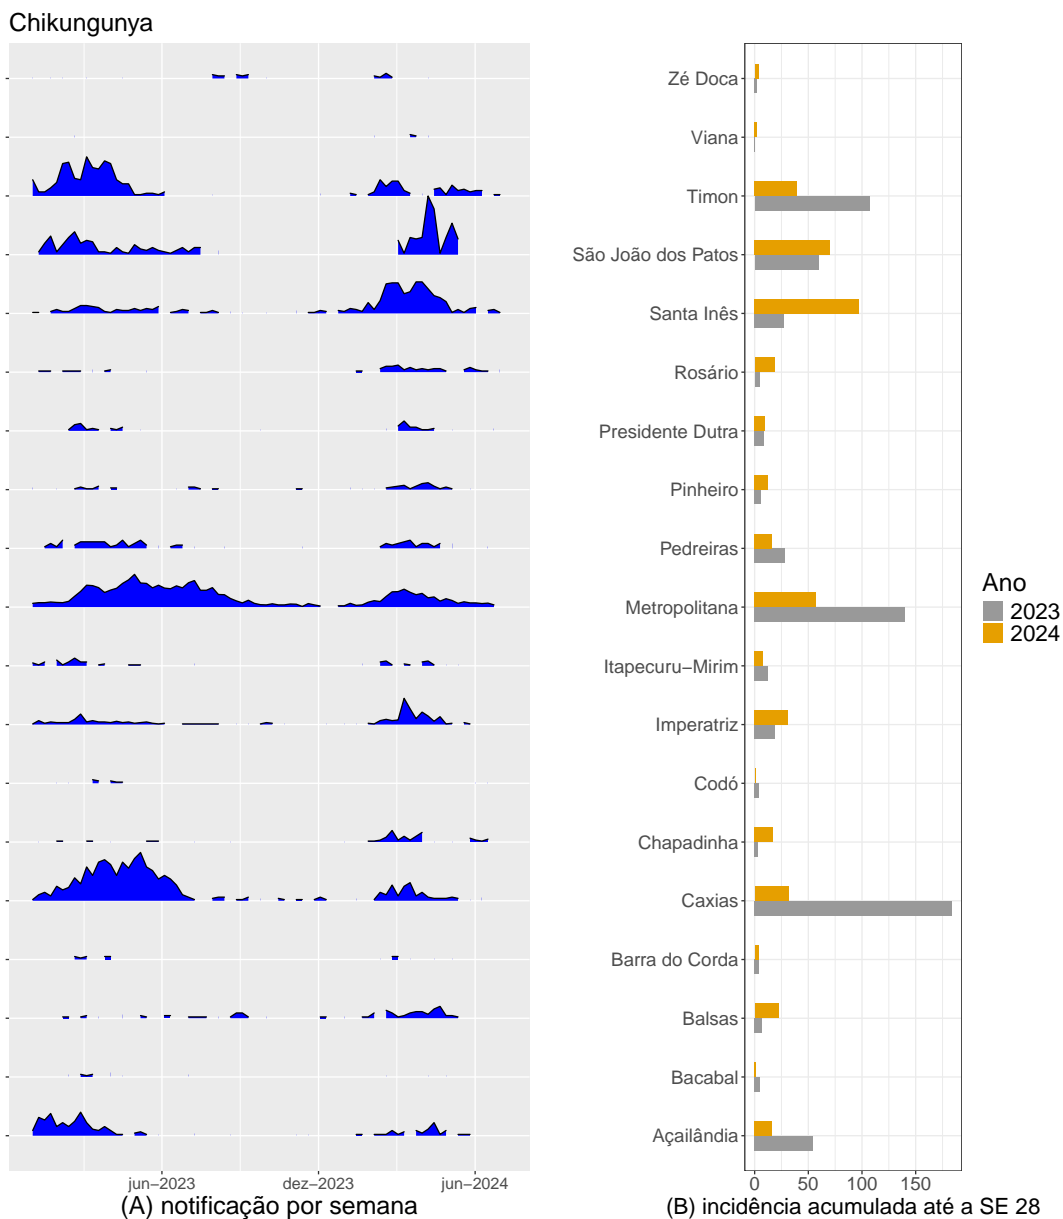 Chikungunya
Zé Doca
Viana
Timon
São João dos Patos
Santa Inês
Rosário
Presidente Dutra
Pinheiro
Pedreiras
Metropolitana
Itapecuru−Mirim
Imperatriz
Codó
Chapadinha
Caxias
Barra do Corda
Balsas
Bacabal
Açailândia
Ano
2023
2024
jun−2023 dez−2023 jun−2024
0 50 100 150
(A) notificação por semana
(B) incidência acumulada até a SE 28